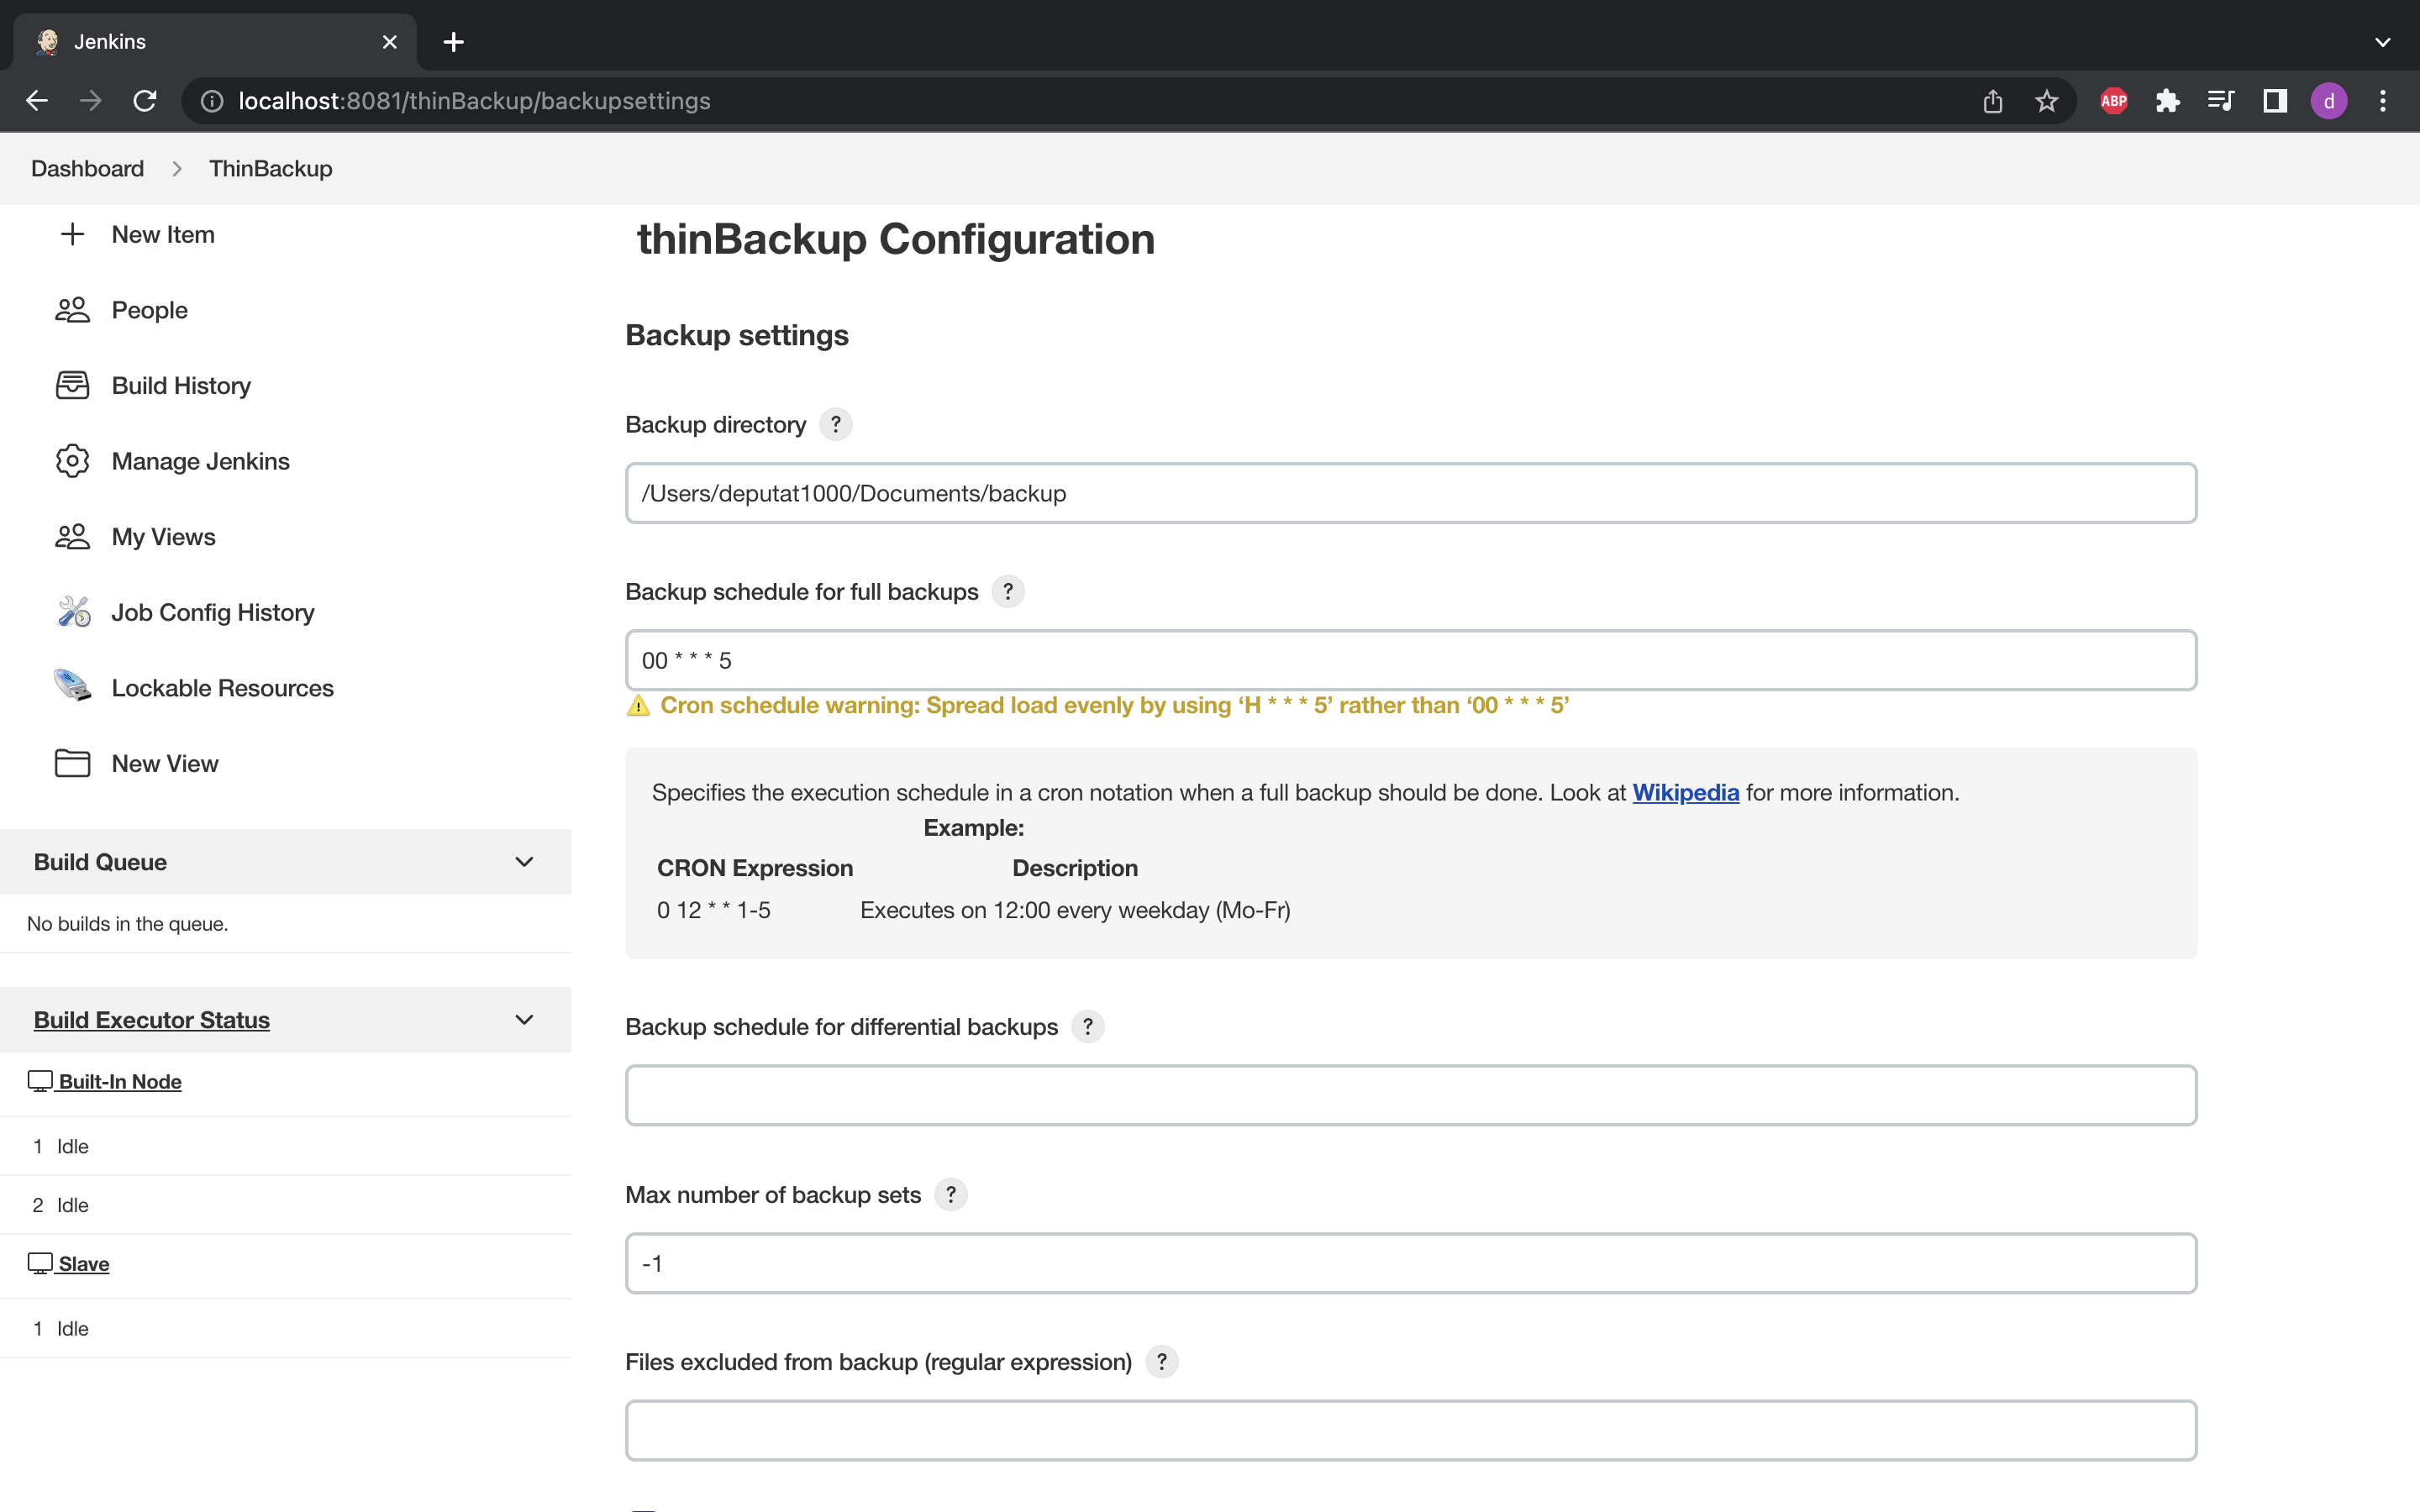 Jenkins
localhost:8081/thinBackup/backupsettings
ABP
d
Dashboard
ThinBackup
New Item
People
Build History
Manage Jenkins
My Views
Job Config History
Lockable Resources
New View
Build Queue
No builds in the queue.
Build Executor Status
Built-In Node
1 Idle
2 Idle
Slave
1 Idle
thinBackup Configuration
Backup settings
Backup directory ?
/Users/deputat1000/Documents/backup
Backup schedule for full backups ?
00 * * * 5
Cron schedule warning: Spread load evenly by using ‘H * * * 5’ rather than ‘00 * * * 5’
Specifies the execution schedule in a cron notation when a full backup should be done. Look at Wikipedia for more information.
Example:
CRON Expression Description
0 12 * * 1-5 Executes on 12:00 every weekday (Mo-Fr)
Backup schedule for differential backups ?
Max number of backup sets ?
-1
Files excluded from backup (regular expression) ?